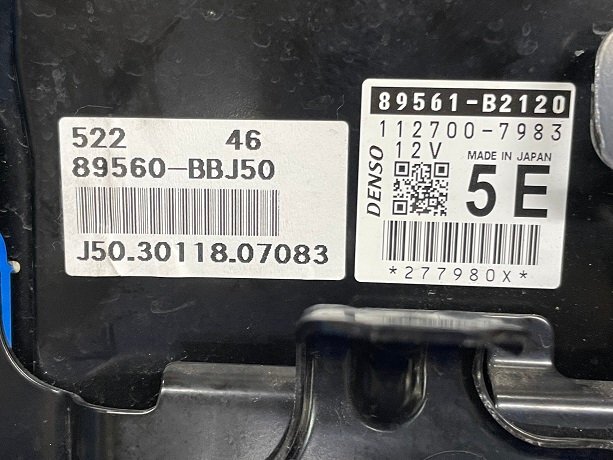 522 46
89560-BBJ50
J50.30118.07083
89561-B2120
112700-7983
DENSO
12V
MADE IN JAPAN
5E
*277980X*